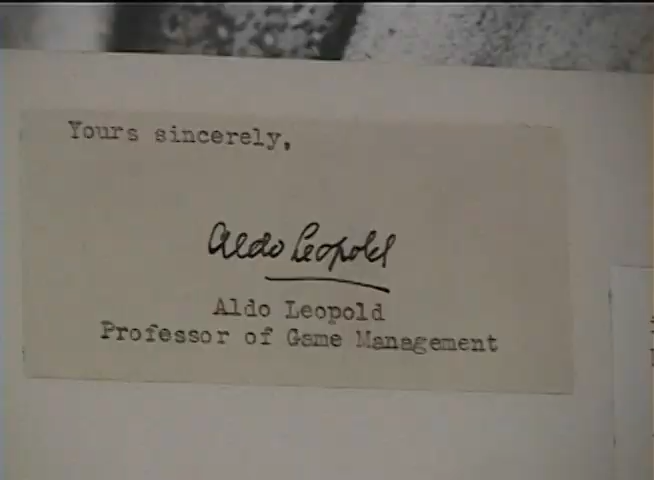 Yours sincerely,
Aldo Leopold
Aldo Leopold
Professor of Game Management